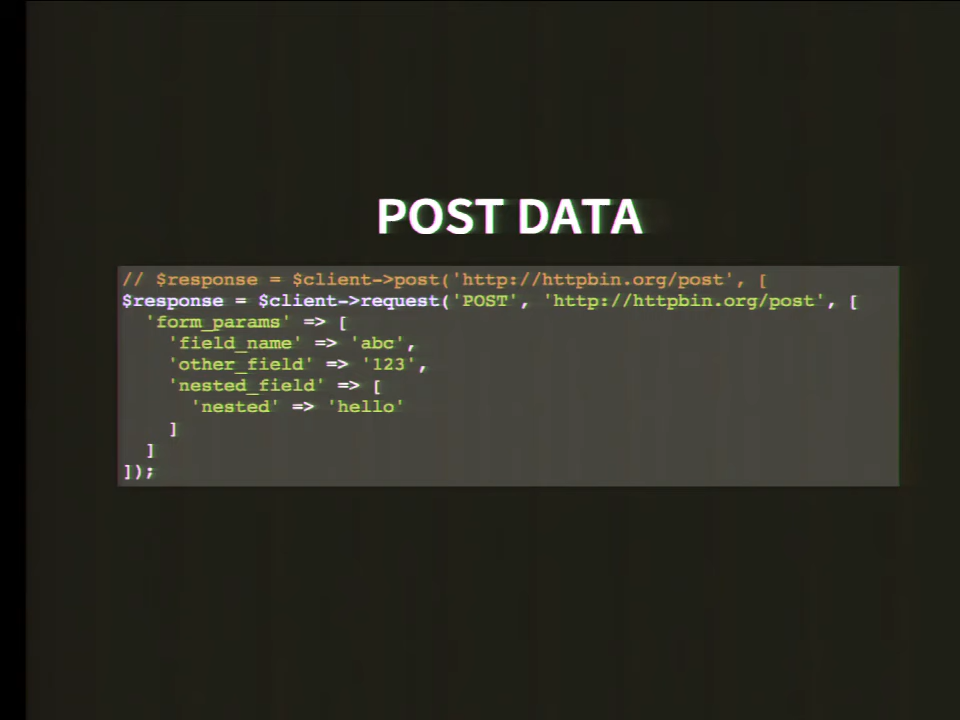 POST DATA
// $response = $client->post('http://httpbin.org/post', [
$response = $client->request('POST', 'http://httpbin.org/post', [
  'form_params' => [
    'field_name' => 'abc',
    'other_field' => '123',
    'nested_field' => [
      'nested' => 'hello'
    ]
  ]
]);